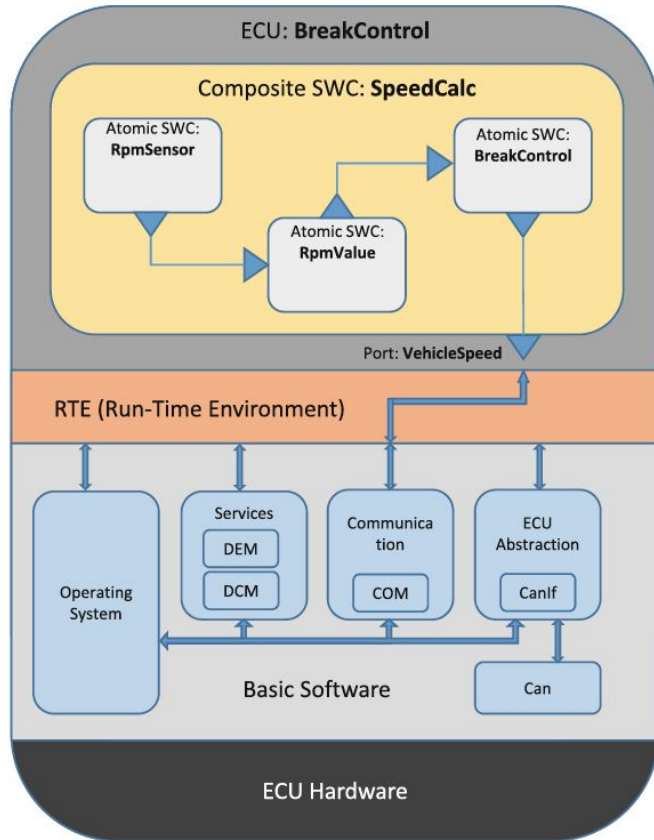 ECU: BreakControl
Composite SWC: SpeedCalc
Atomic SWC:
RpmSensor
Atomic SWC:
BreakControl
Atomic SWC:
RpmValue
Port: VehicleSpeed
RTE (Run-Time Environment)
Operating
System
Services
DEM
DCM
Communica
tion
COM
ECU
Abstraction
CanIf
Can
Basic Software
ECU Hardware